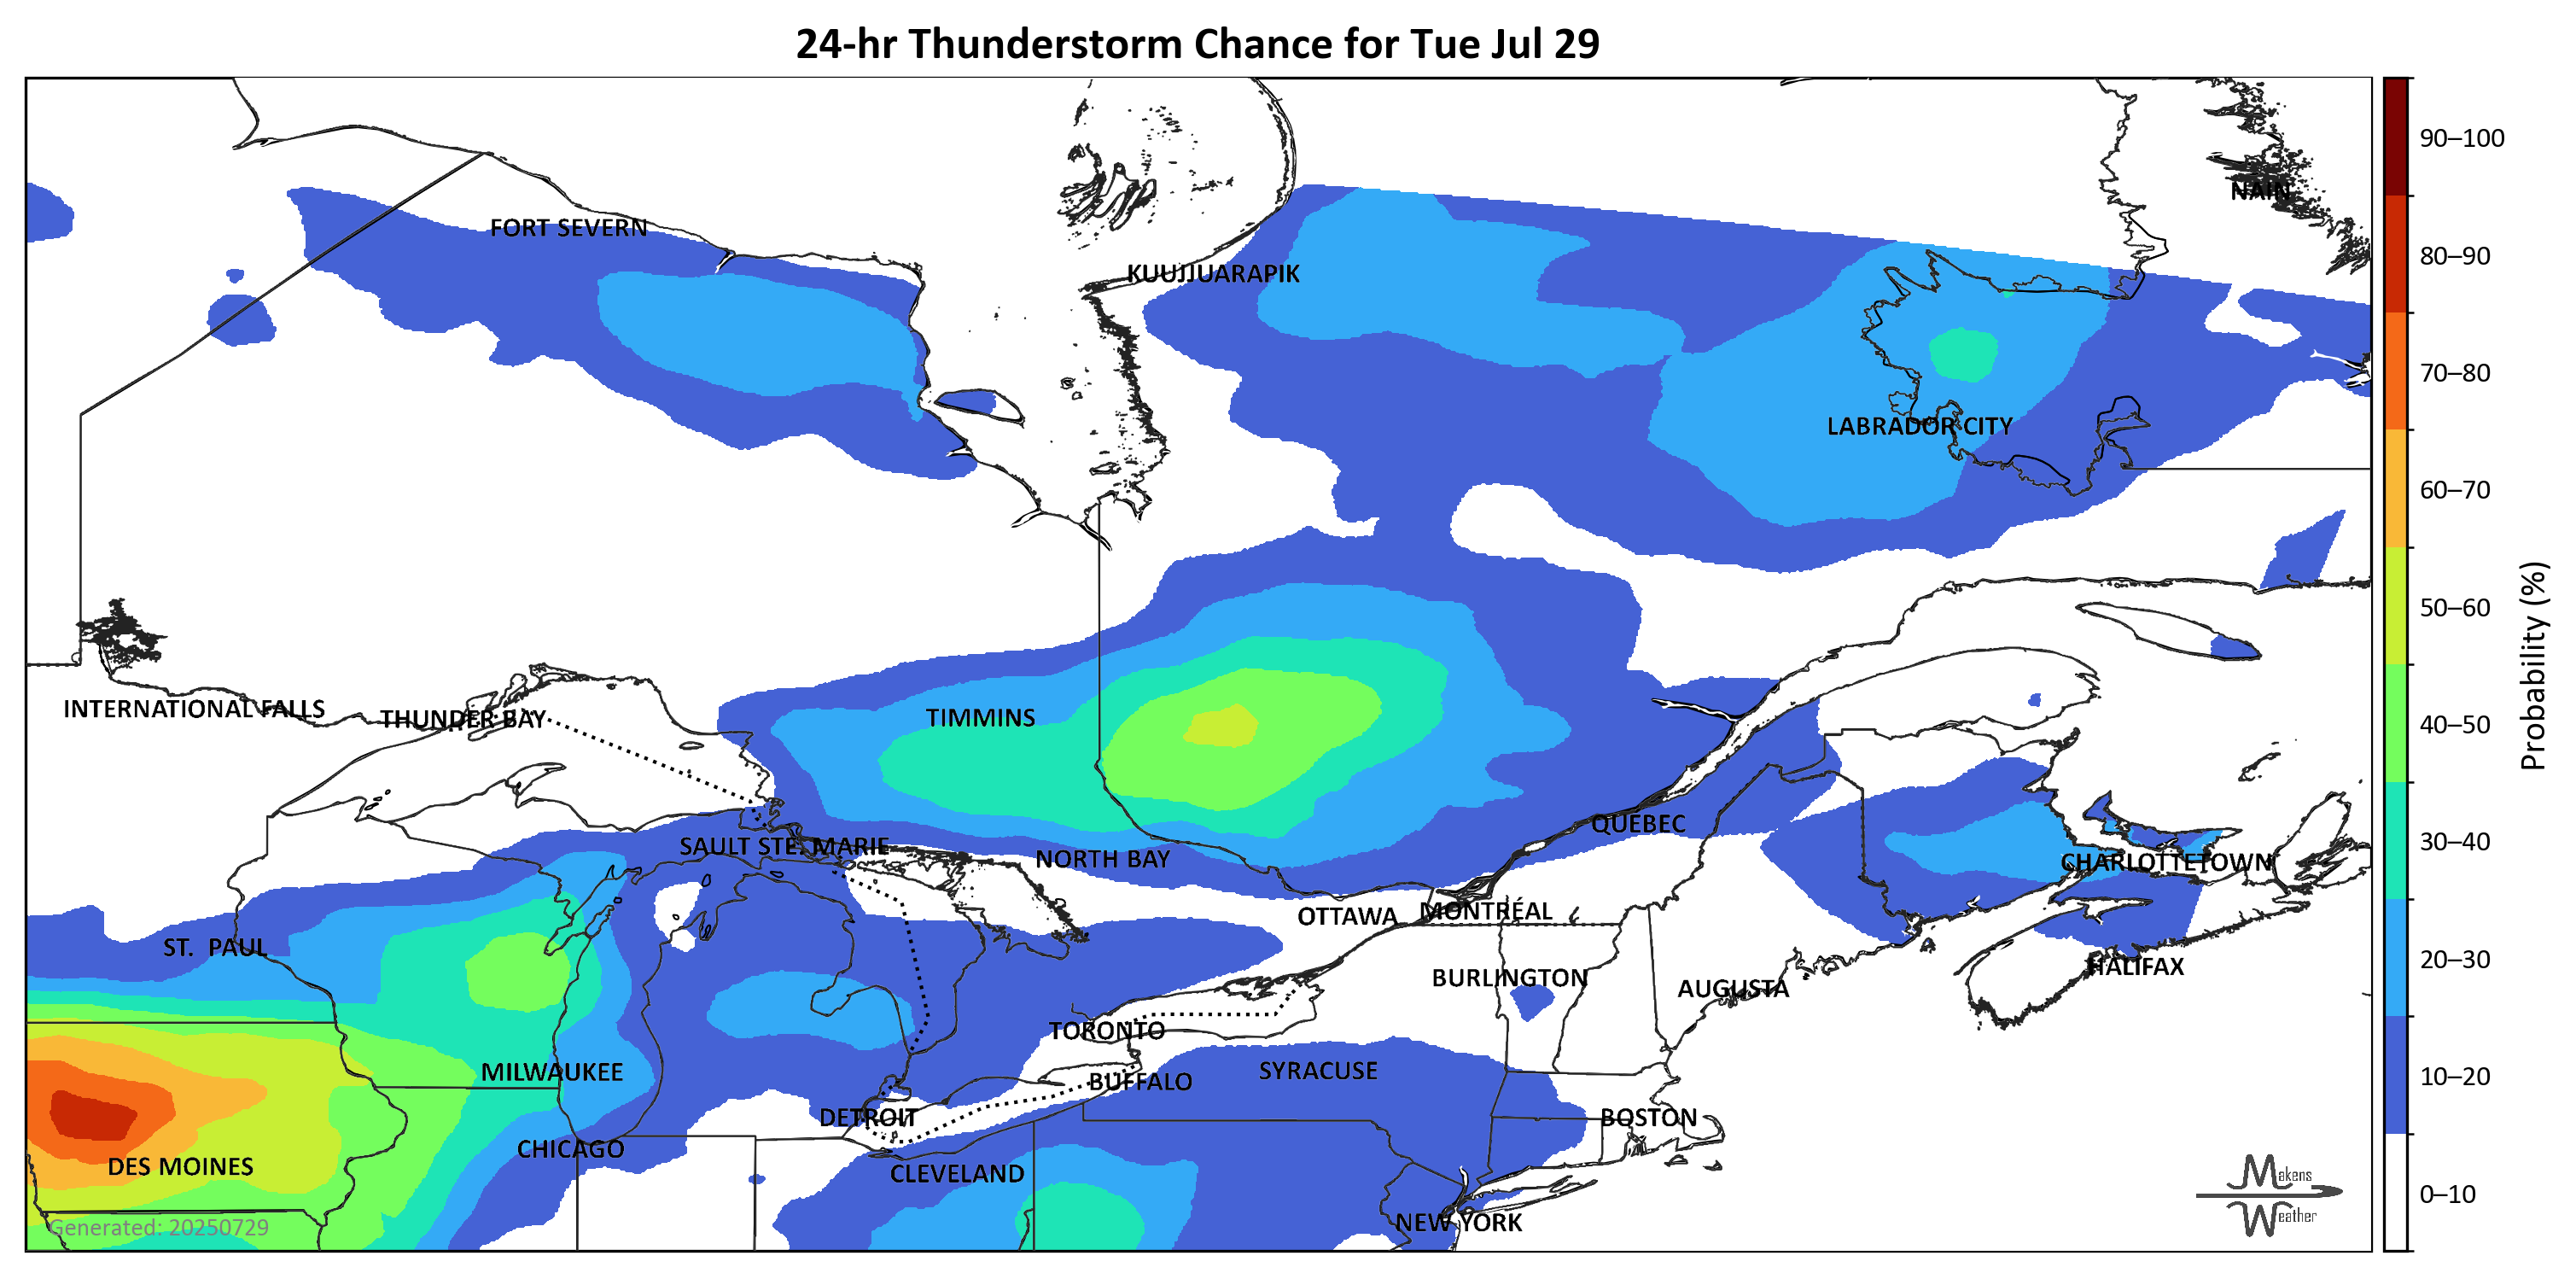 24-hr Thunderstorm Chance for Tue Jul 29
90–100
NAIN
FORT SEVERN
80–90
KUUJJUARAPIK
70–80
LABRADOR CITY
60–70
50–60
Probability (%)
INTERNATIONAL FALLS
THUNDER BAY
TIMMINS
40–50
QUEBEC
30–40
SAULT STE. MARIE
NORTH BAY
CHARLOTTETOWN
OTTAWA
MONTRÉAL
ST. PAUL
20–30
HALIFAX
BURLINGTON
AUGUSTA
TORONTO
MILWAUKEE
SYRACUSE
BUFFALO
10–20
DETROIT
BOSTON
CHICAGO
DES MOINES
CLEVELAND
Makens
Weather
0–10
NEW YORK
Generated: 20250729